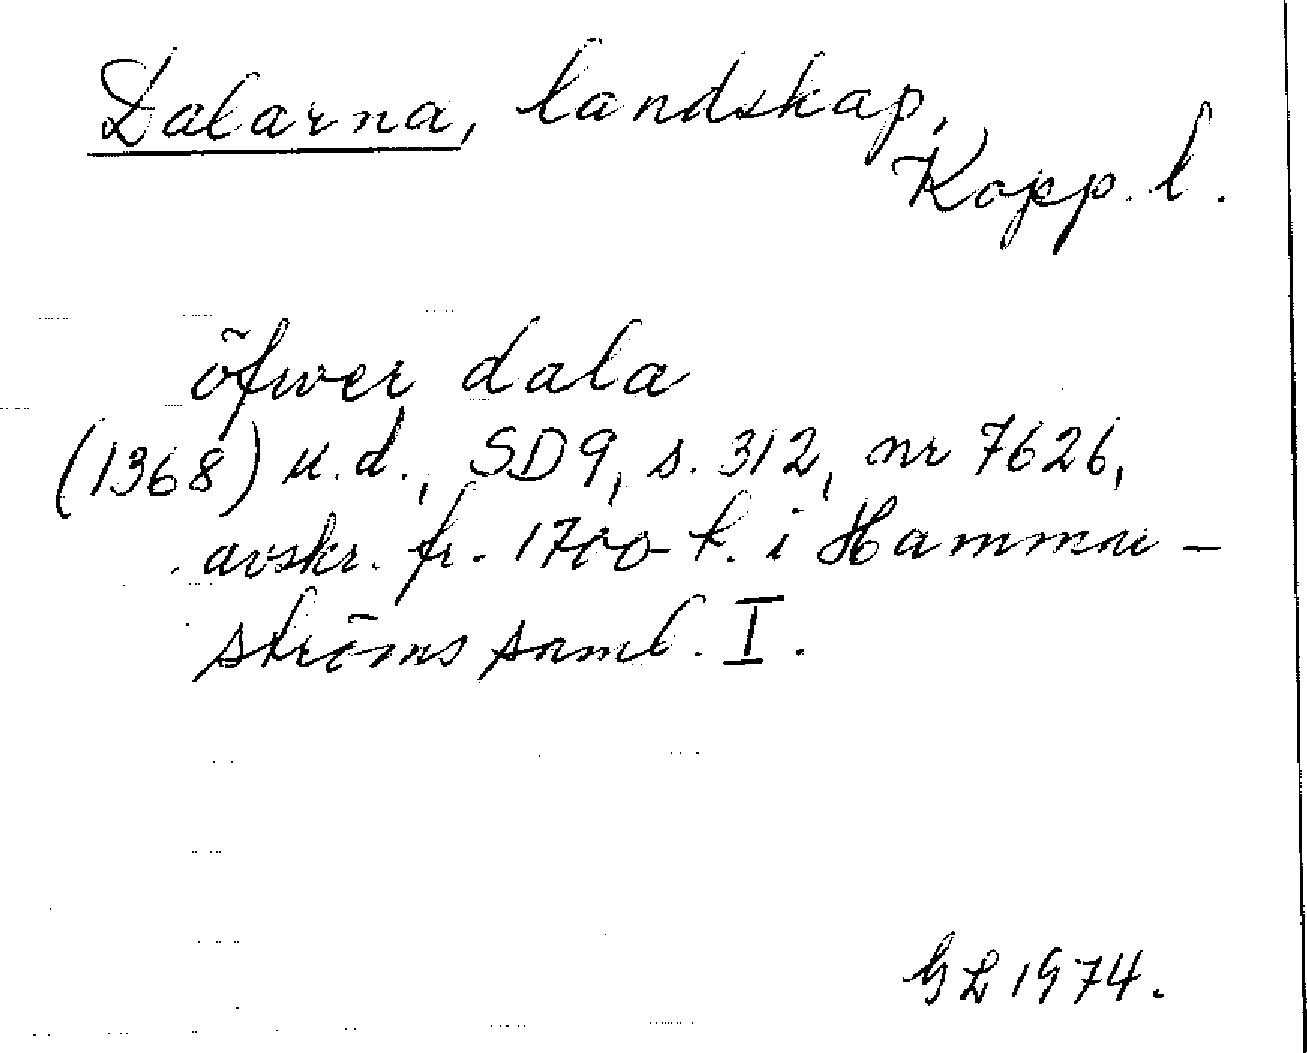 Dalarna, landskap,
Kopp. l.
öfwer dala
(1368) u.d., SD9, s. 312, nr 7626,
avskr. fr. 1700-t. i Hammar-
ströms saml. I.
GL 1974.